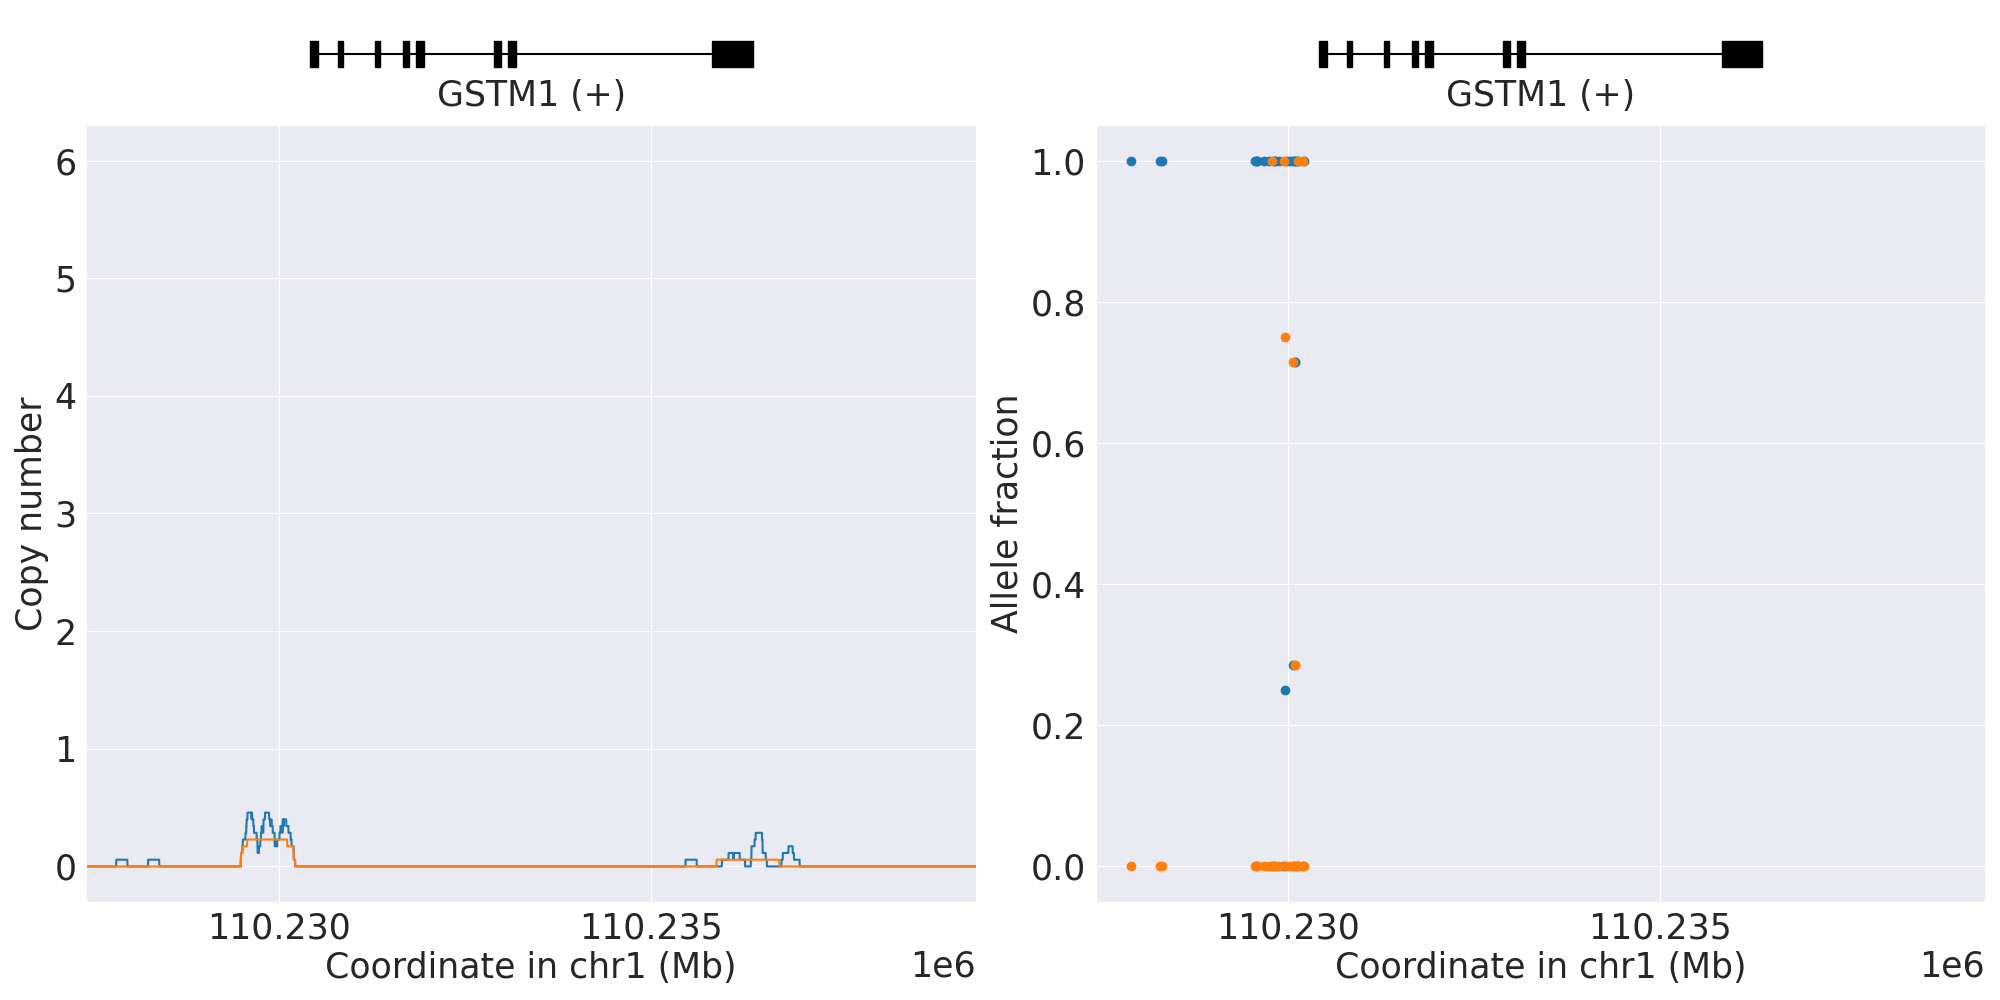 GSTM1 (+)
6
5
4
3
2
1
0
Copy number
110.230
110.235
Coordinate in chr1 (Mb)
1e6
GSTM1 (+)
1.0
0.8
0.6
0.4
0.2
0.0
Allele fraction
110.230
110.235
Coordinate in chr1 (Mb)
1e6